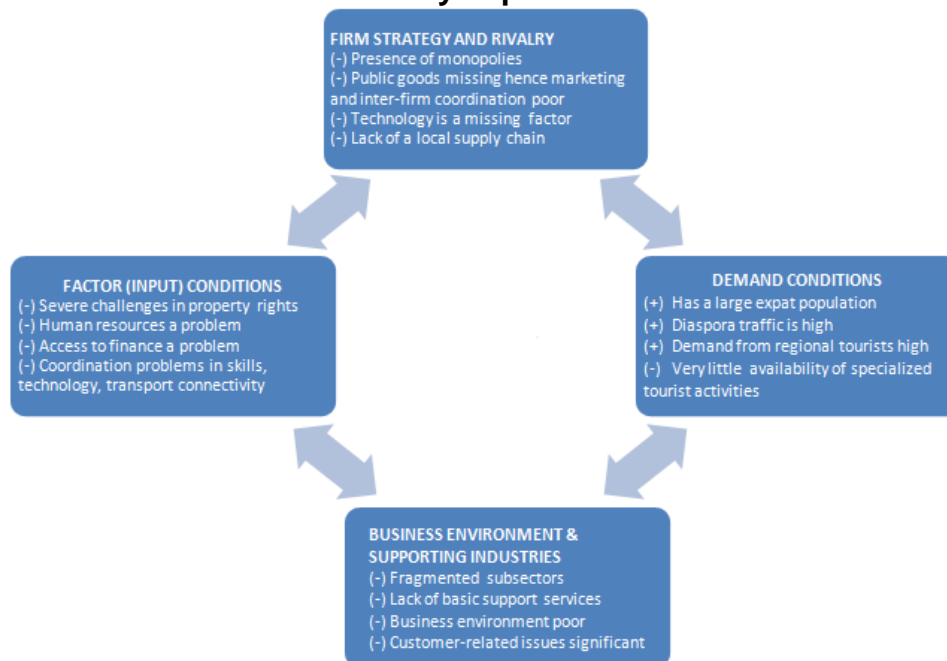 FIRM STRATEGY AND RIVALRY
(-) Presence of monopolies
(-) Public goods missing hence marketing
and inter-firm coordination poor
(-) Technology is a missing factor
(-) Lack of a local supply chain
FACTOR (INPUT) CONDITIONS
(-) Severe challenges in property rights
(-) Human resources a problem
(-) Access to finance a problem
(-) Coordination problems in skills,
technology, transport connectivity
DEMAND CONDITIONS
(+) Has a large expat population
(+) Diaspora traffic is high
(+) Demand from regional tourists high
(-) Very little availability of specialized
tourist activities
BUSINESS ENVIRONMENT &
SUPPORTING INDUSTRIES
(-) Fragmented subsectors
(-) Lack of basic support services
(-) Business environment poor
(-) Customer-related issues significant